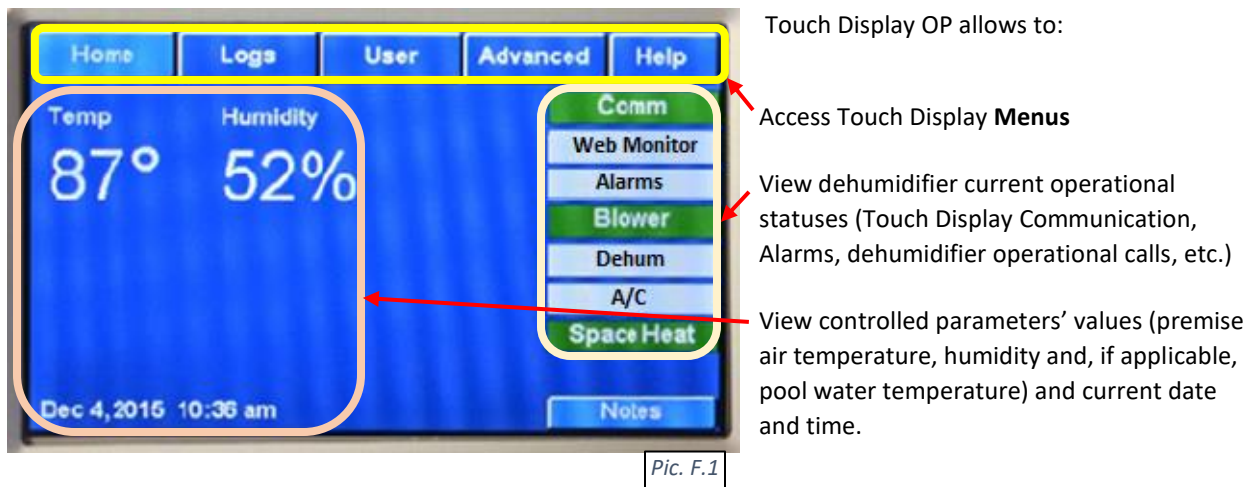 Home Logs User Advanced Help
Temp Humidity
87° 52%
Comm
Web Monitor
Alarms
Blower
Dehum
A/C
Space Heat
Dec 4, 2015 10:36 am
Notes
Touch Display OP allows to:
Access Touch Display Menus
View dehumidifier current operational
statuses (Touch Display Communication,
Alarms, dehumidifier operational calls, etc.)
View controlled parameters’ values (premise
air temperature, humidity and, if applicable,
pool water temperature) and current date
and time.
Pic. F.1